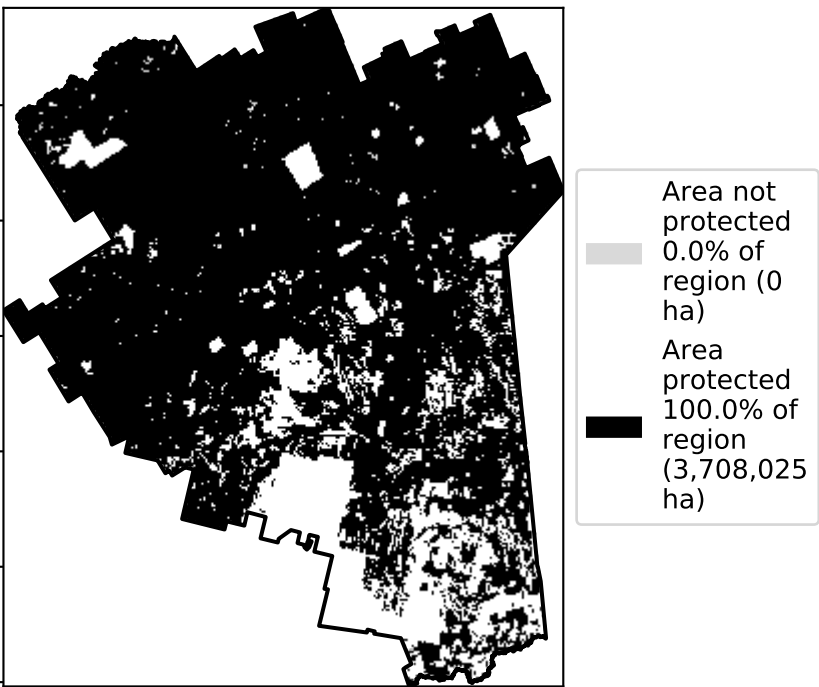 Area not
protected
0.0% of
region (0
ha)
Area
protected
100.0% of
region
(3,708,025
ha)